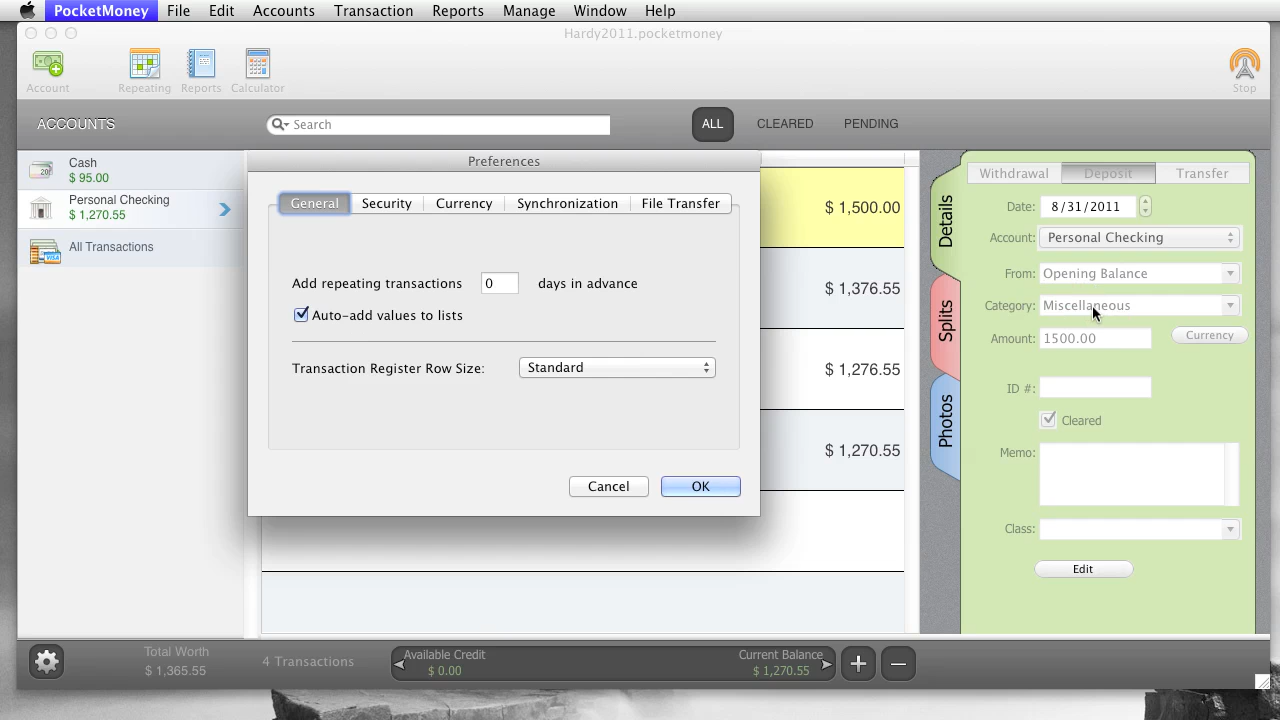 PocketMoney File Edit Accounts Transaction Reports Manage Window Help
Hardy2011.pocketmoney
Account Repeating Reports Calculator Stop
ACCOUNTS Search ALL CLEARED PENDING
Cash
$ 95.00
Personal Checking
$ 1,270.55
All Transactions
Preferences
General Security Currency Synchronization File Transfer
Add repeating transactions 0 days in advance
Auto-add values to lists
Transaction Register Row Size: Standard
Cancel OK
$ 1,500.00
$ 1,376.55
$ 1,276.55
$ 1,270.55
Details
Splits
Photos
Withdrawal Deposit Transfer
Date: 8/31/2011
Account: Personal Checking
From: Opening Balance
Category: Miscellaneous
Amount: 1500.00 Currency
ID #:
Cleared
Memo:
Class:
Edit
Total Worth
$ 1,365.55
4 Transactions
Available Credit
$ 0.00
Current Balance
$ 1,270.55